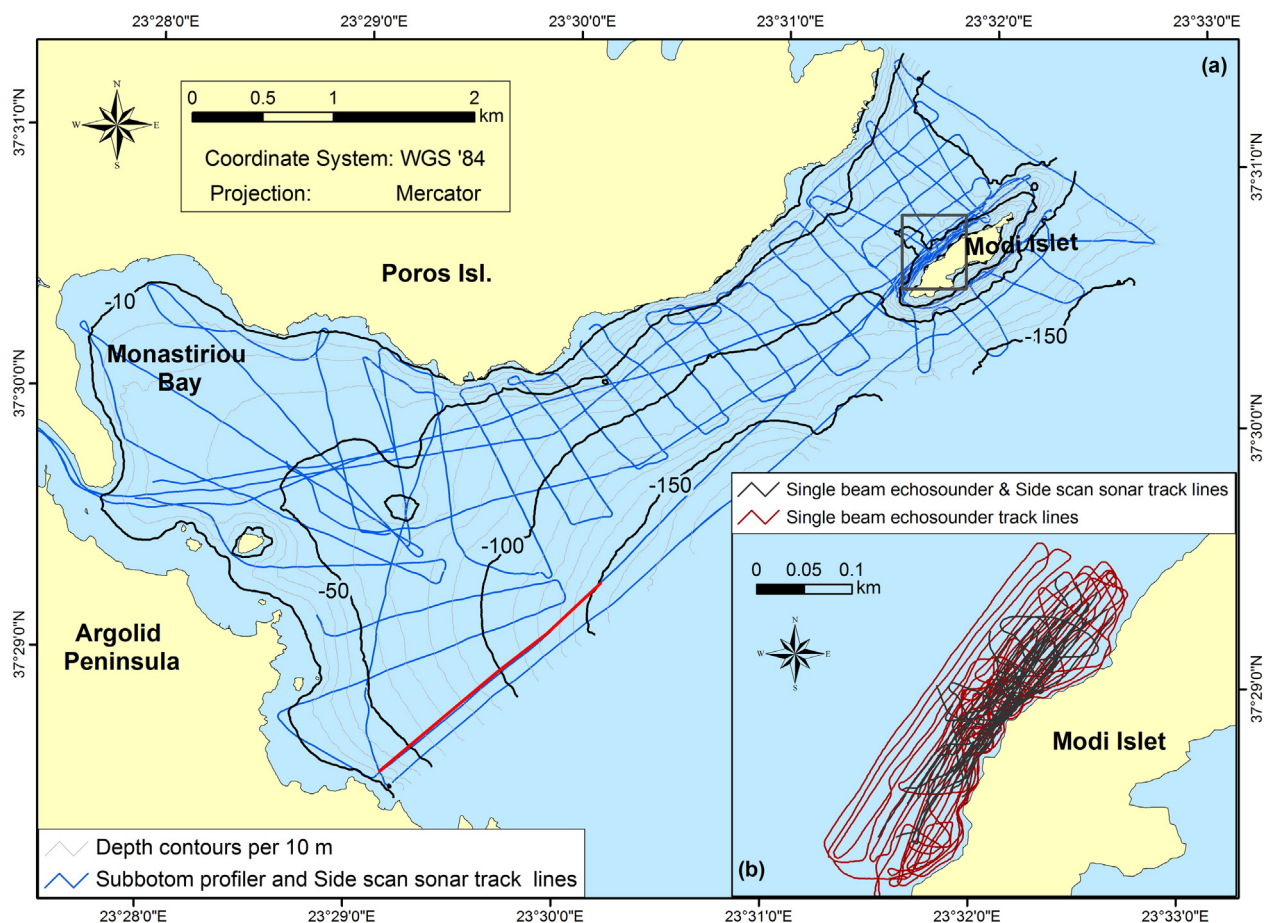 23°28'0"E 23°29'0"E 23°30'0"E 23°31'0"E 23°32'0"E 23°33'0"E
(a)
N
W E
S
0 0.5 1 2
km
Coordinate System: WGS '84
Projection: Mercator
37°31'0"N
37°31'0"N
Modi Islet
Poros Isl.
-10
Monastiriou
Bay
-150
37°30'0"N
37°30'0"N
-150
-100
-50
Single beam echosounder & Side scan sonar track lines
Single beam echosounder track lines
0 0.05 0.1
km
N
W E
S
Argolid
Peninsula
37°29'0"N
37°29'0"N
Modi Islet
Depth contours per 10 m
Subbotom profiler and Side scan sonar track lines
(b)
23°28'0"E 23°29'0"E 23°30'0"E 23°31'0"E 23°32'0"E 23°33'0"E